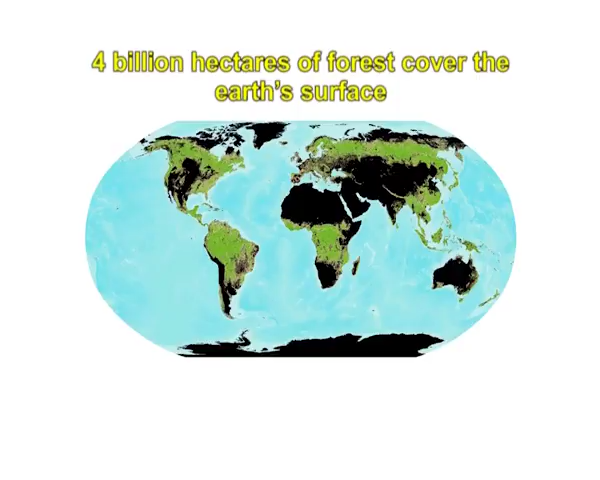 4 billion hectares of forest cover the
earth's surface